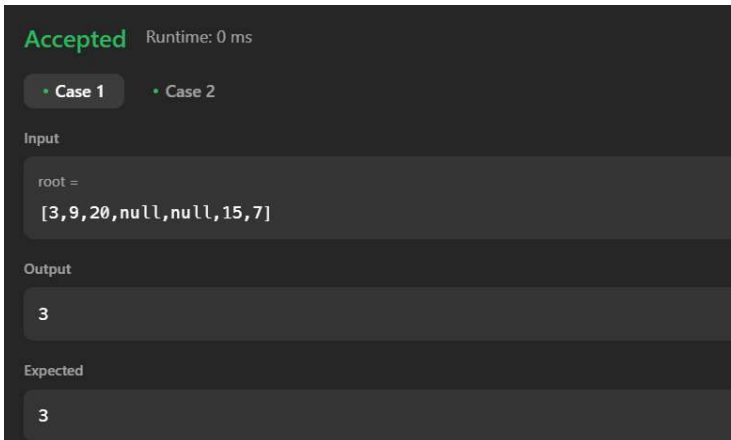 Accepted Runtime: 0 ms
• Case 1 • Case 2
Input
root =
[3,9,20,null,null,15,7]
Output
3
Expected
3